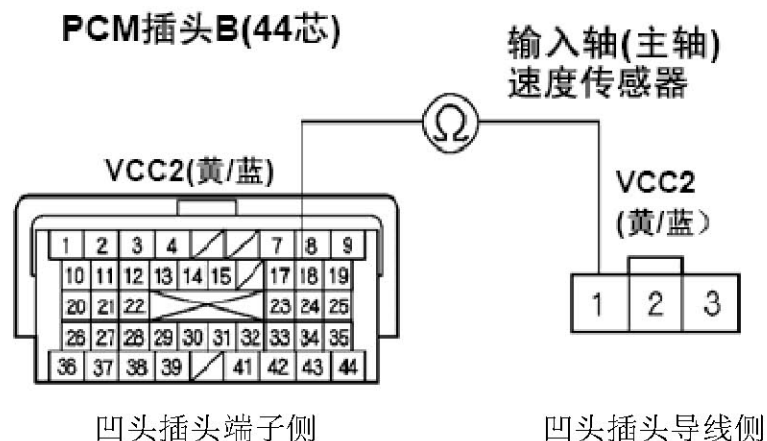 PCM插头B(44芯)
输入轴(主轴)
速度传感器
Ω
VCC2(黄/蓝)
VCC2
(黄/蓝)
1 2 3 4 7 8 9
10 11 12 13 14 15 17 18 19
20 21 22 23 24 25
26 27 28 29 30 31 32 33 34 35
36 37 38 39 41 42 43 44
1 2 3
凹头插头端子侧
凹头插头导线侧